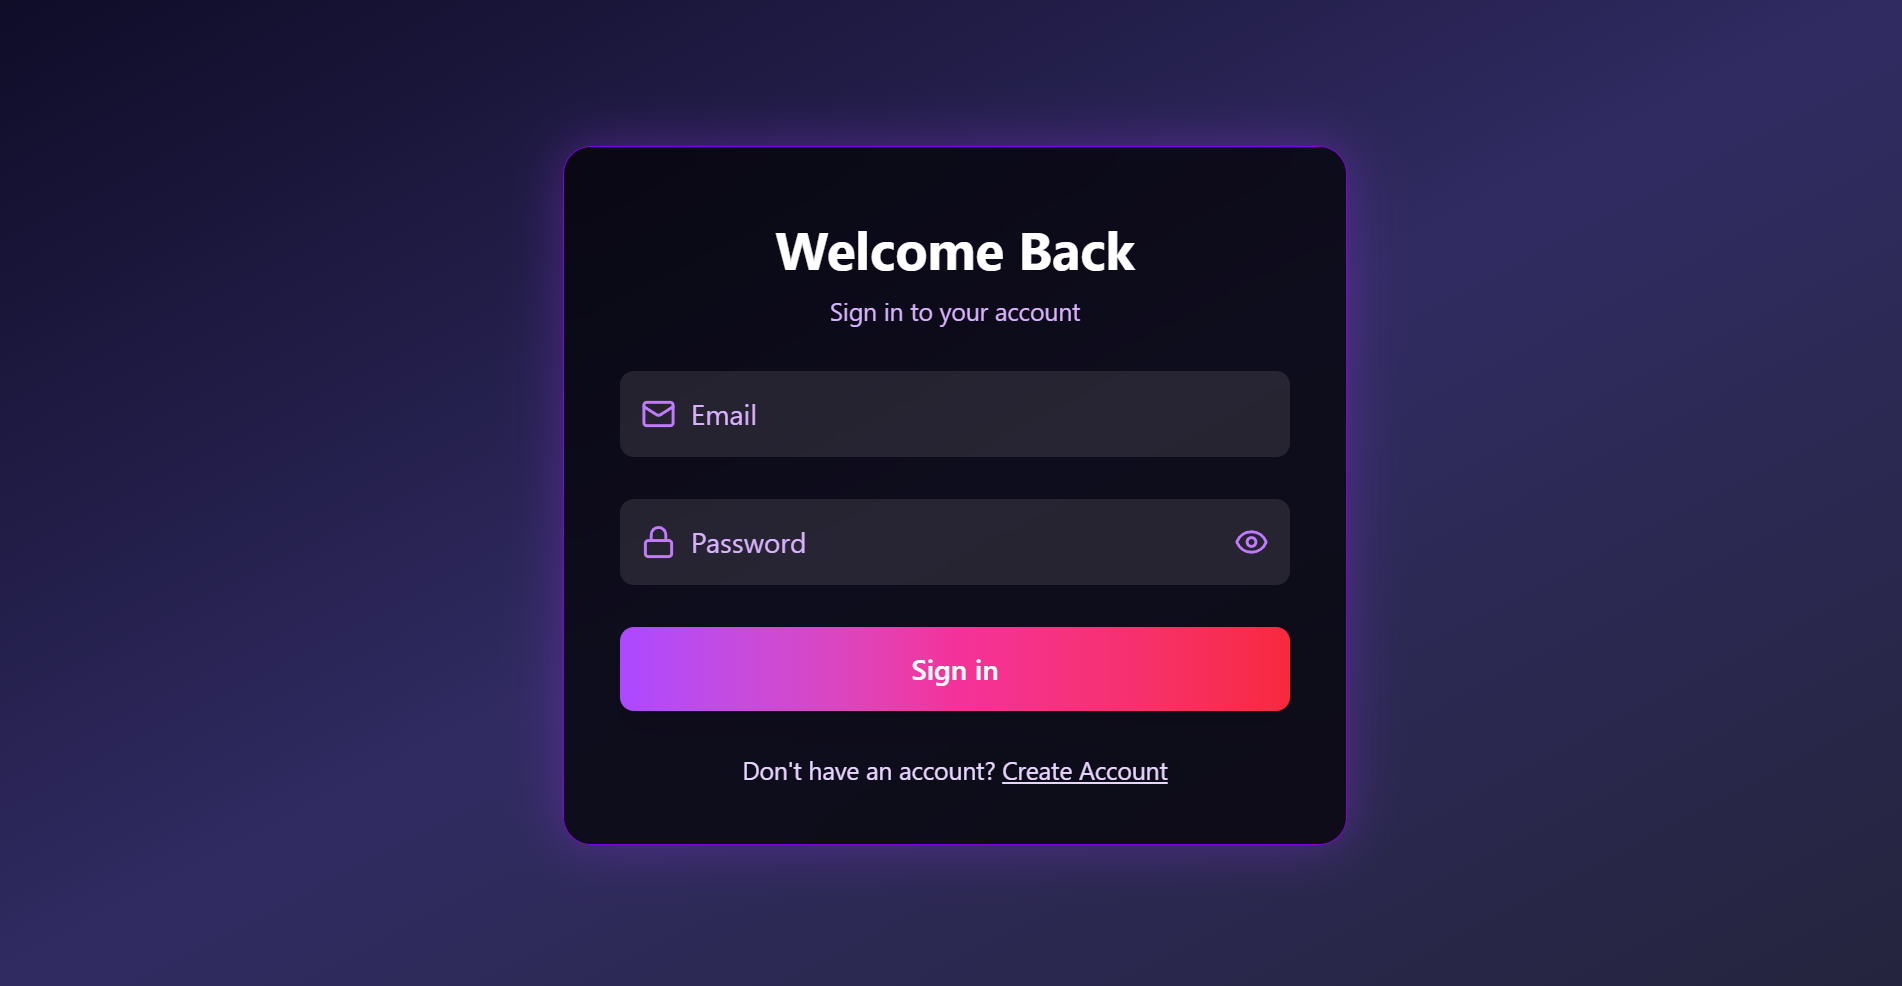 Welcome Back
Sign in to your account
Email
Password
Sign in
Don't have an account? Create Account